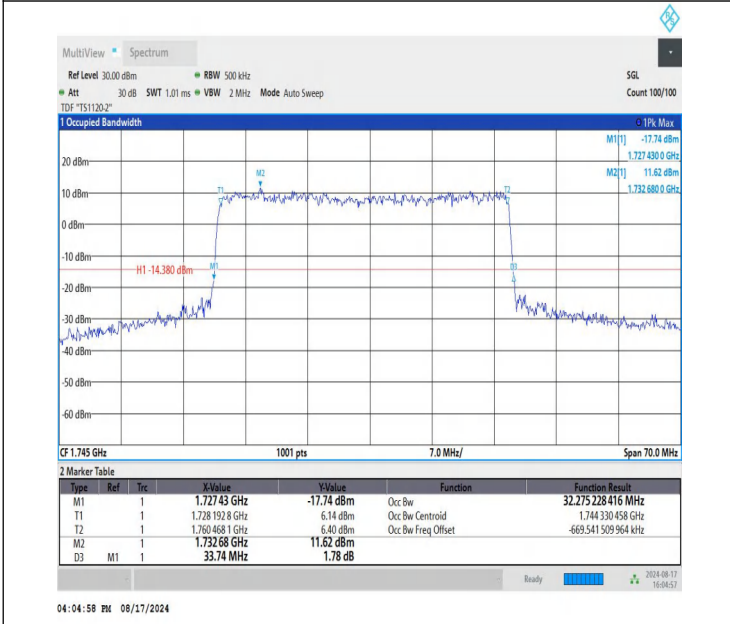 MultiView Spectrum
Ref Level 30.00 dBm RBW 500 kHz SGL
Att 30 dB SWT 1.01 ms VBW 2 MHz Mode Auto Sweep Count 100/100
TDF "TS1120-2"
1 Occupied Bandwidth 1Pk Max
M1[1] -17.74 dBm
1.727 430 0 GHz
M2[1] 11.62 dBm
1.732 680 0 GHz
20 dBm
M2
T1 T2
10 dBm
0 dBm
-10 dBm
H1 -14.380 dBm M1 D3
-20 dBm
-30 dBm
-40 dBm
-50 dBm
-60 dBm
CF 1.745 GHz 1001 pts 7.0 MHz/ Span 70.0 MHz
2 Marker Table
Type Ref Trc X-Value Y-Value Function Function Result
M1 1 1.727 43 GHz -17.74 dBm Occ Bw 32.275 228 416 MHz
T1 1 1.728 192 8 GHz 6.14 dBm Occ Bw Centroid 1.744 330 458 GHz
T2 1 1.760 468 1 GHz 6.40 dBm Occ Bw Freq Offset -669.541 509 964 kHz
M2 1 1.732 68 GHz 11.62 dBm
D3 M1 1 33.74 MHz 1.78 dB
Ready 2024-08-17
16:04:57
04:04:58 PM 08/17/2024